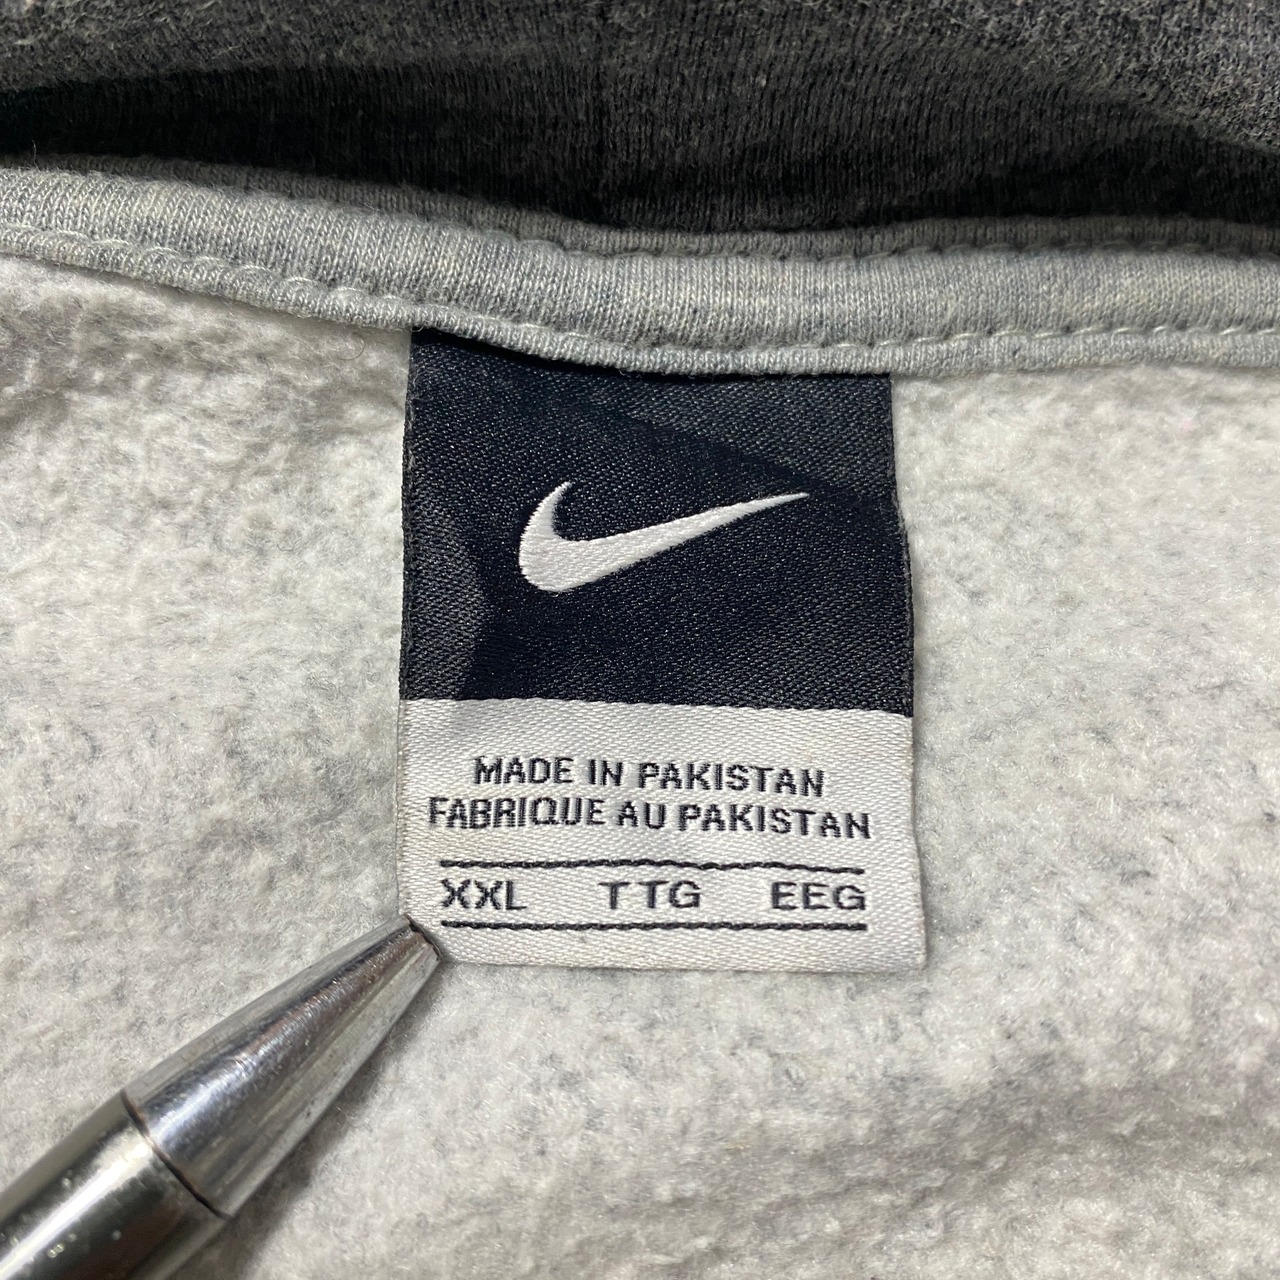 MADE IN PAKISTAN
FABRIQUE AU PAKISTAN
XXL TTG EEG